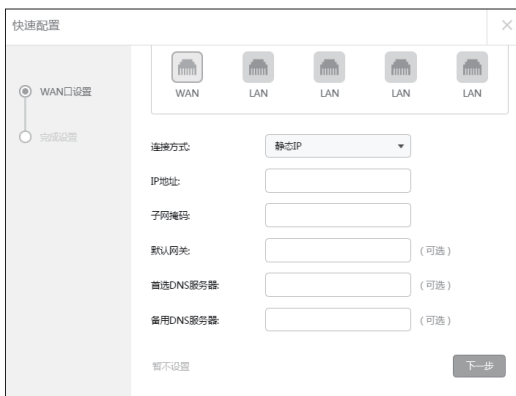 快速配置
WAN LAN LAN LAN LAN
WAN口设置
完成设置
连接方式: 静态IP
IP地址:
子网掩码:
默认网关: (可选)
首选DNS服务器: (可选)
备用DNS服务器: (可选)
暂不设置 下一步